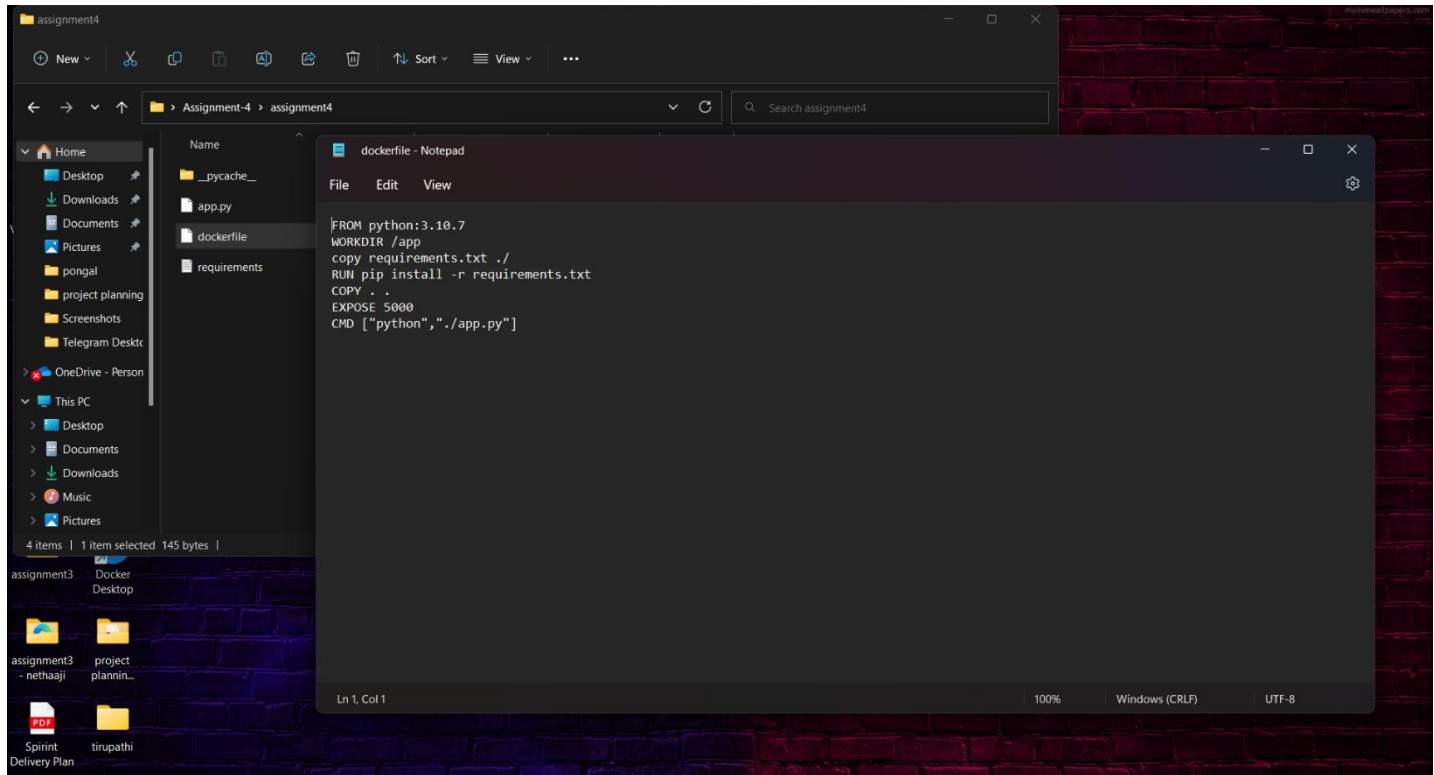 mylivewallpapers.com
assignment4
New
Sort
View
Assignment-4 > assignment4
Search assignment4
Home
Desktop
Downloads
Documents
Pictures
pongal
project planning
Screenshots
Telegram Deskto
OneDrive - Person
This PC
Desktop
Documents
Downloads
Music
Pictures
Name
__pycache__
app.py
dockerfile
requirements
4 items | 1 item selected 145 bytes |
dockerfile - Notepad
File Edit View
FROM python:3.10.7
WORKDIR /app
copy requirements.txt ./
RUN pip install -r requirements.txt
COPY . .
EXPOSE 5000
CMD ["python","./app.py"]
Ln 1, Col 1
100%
Windows (CRLF)
UTF-8
assignment3
Docker
Desktop
assignment3
- nethaaji
project
plannin...
PDF
Spirint
Delivery Plan
tirupathi